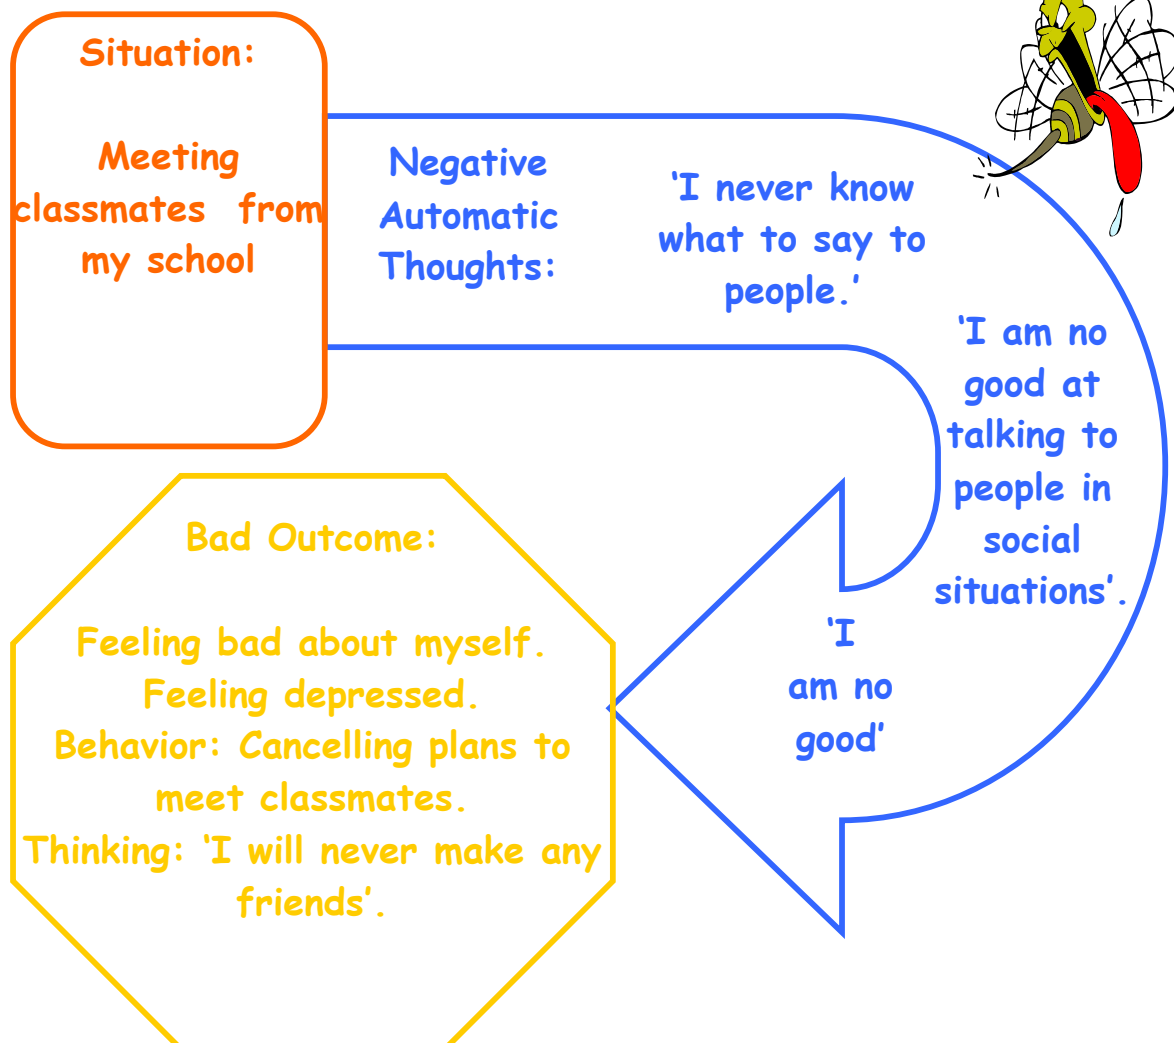 Situation:
Meeting
classmates from
my school
Negative
Automatic
Thoughts:
‘I never know
what to say to
people.’
‘I am no
good at
talking to
people in
social
situations’.
‘I
am no
good’
Bad Outcome:
Feeling bad about myself.
Feeling depressed.
Behavior: Cancelling plans to
meet classmates.
Thinking: ‘I will never make any
friends’.